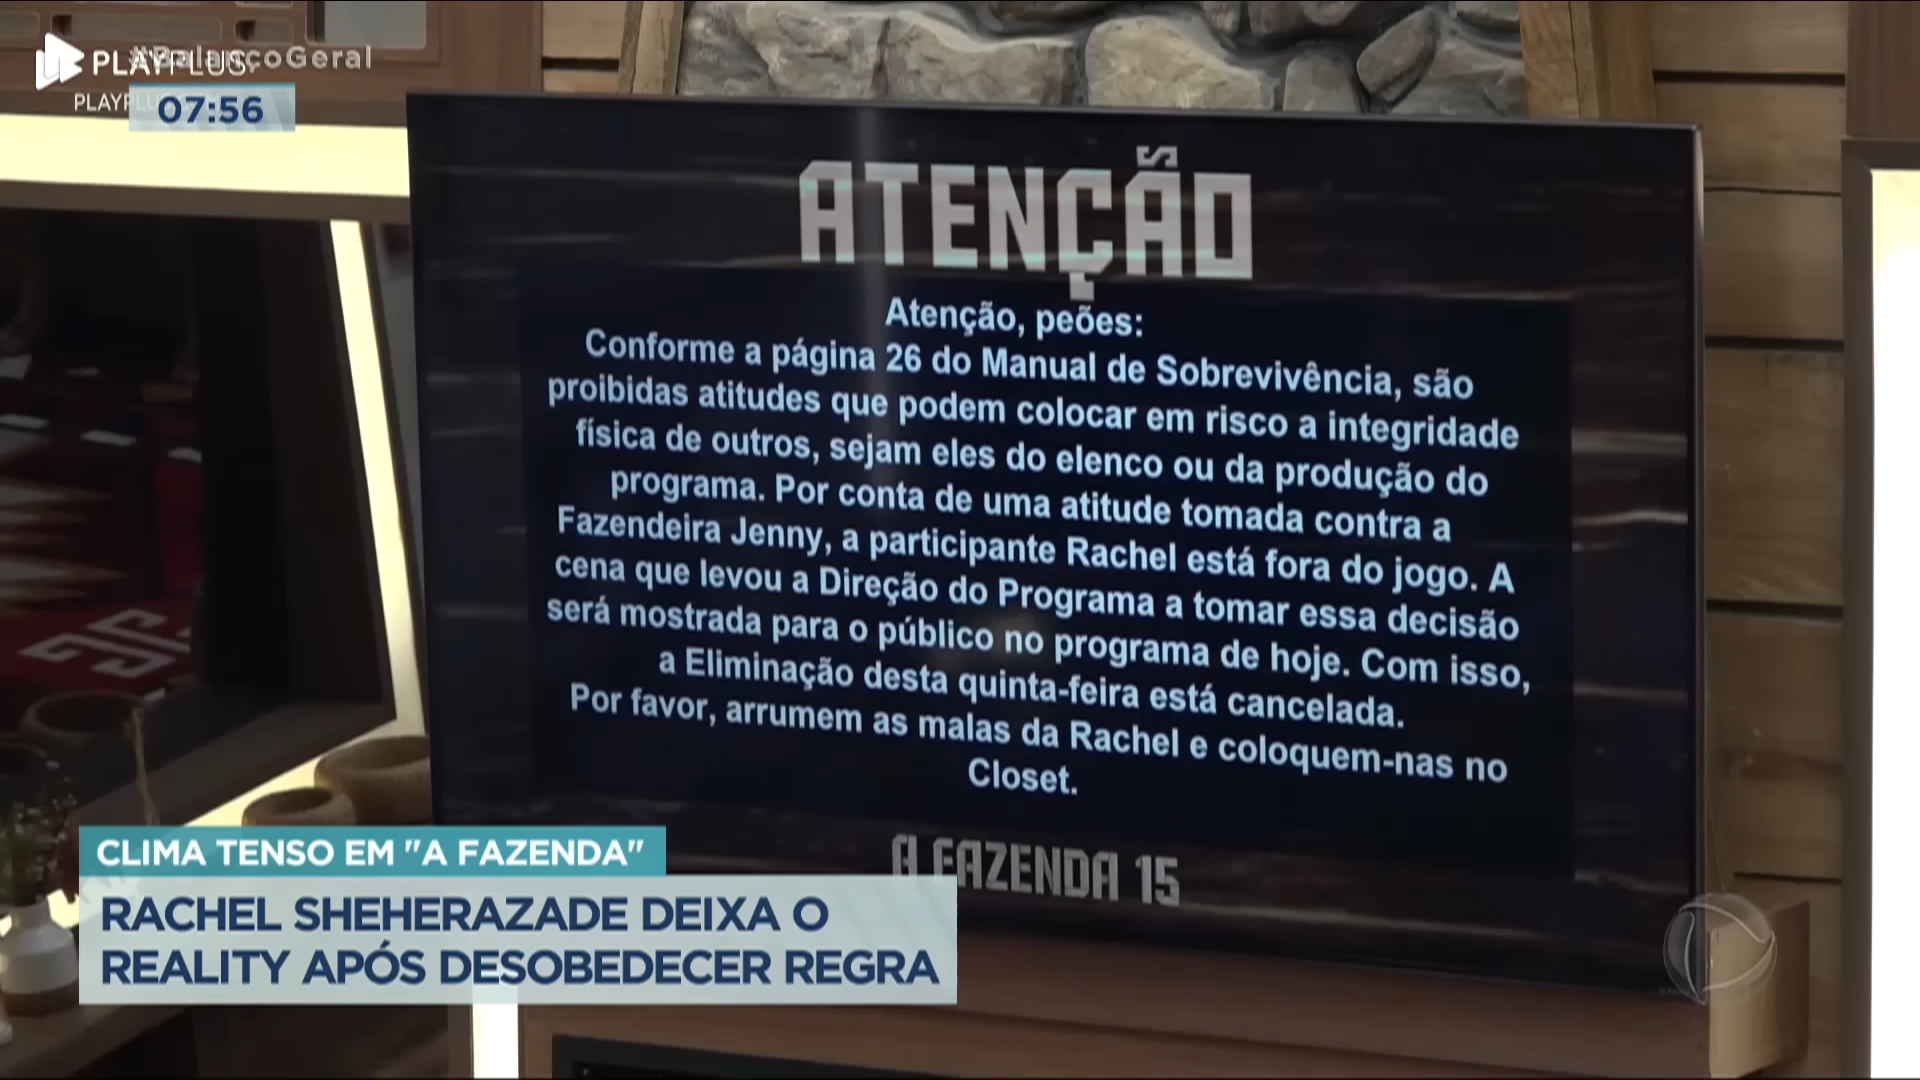 PLAYPLUS.
#BalançoGeral
07:56
ATENÇÃO
Atenção, peões:
Conforme a página 26 do Manual de Sobrevivência, são
proibidas atitudes que podem colocar em risco a integridade
física de outros, sejam eles do elenco ou da produção do
programa. Por conta de uma atitude tomada contra a
Fazendeira Jenny, a participante Rachel está fora do jogo. A
cena que levou a Direção do Programa a tomar essa decisão
será mostrada para o público no programa de hoje. Com isso,
a Eliminação desta quinta-feira está cancelada.
Por favor, arrumem as malas da Rachel e coloquem-nas no
Closet.
A FAZENDA 15
CLIMA TENSO EM "A FAZENDA"
RACHEL SHEHERAZADE DEIXA O
REALITY APÓS DESOBEDECER REGRA